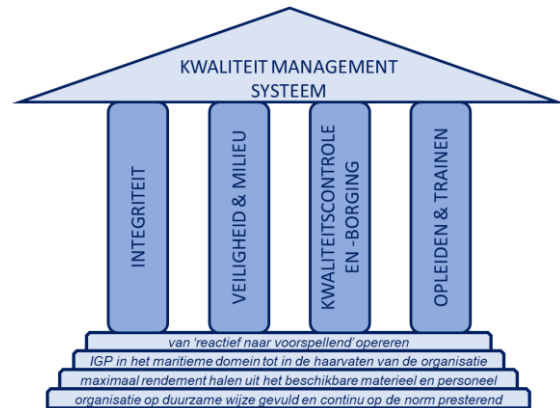 KWALITEIT MANAGEMENT
SYSTEEM
INTEGRITEIT
VEILIGHEID & MILIEU
KWALITEITSCONTROLE
EN -BORGING
OPLEIDEN & TRAINEN
van 'reactief naar voorspellend' opereren
IGP in het maritieme domein tot in de haarvaten van de organisatie
maximaal rendement halen uit het beschikbare materieel en personeel
organisatie op duurzame wijze gevuld en continu op de norm presterend